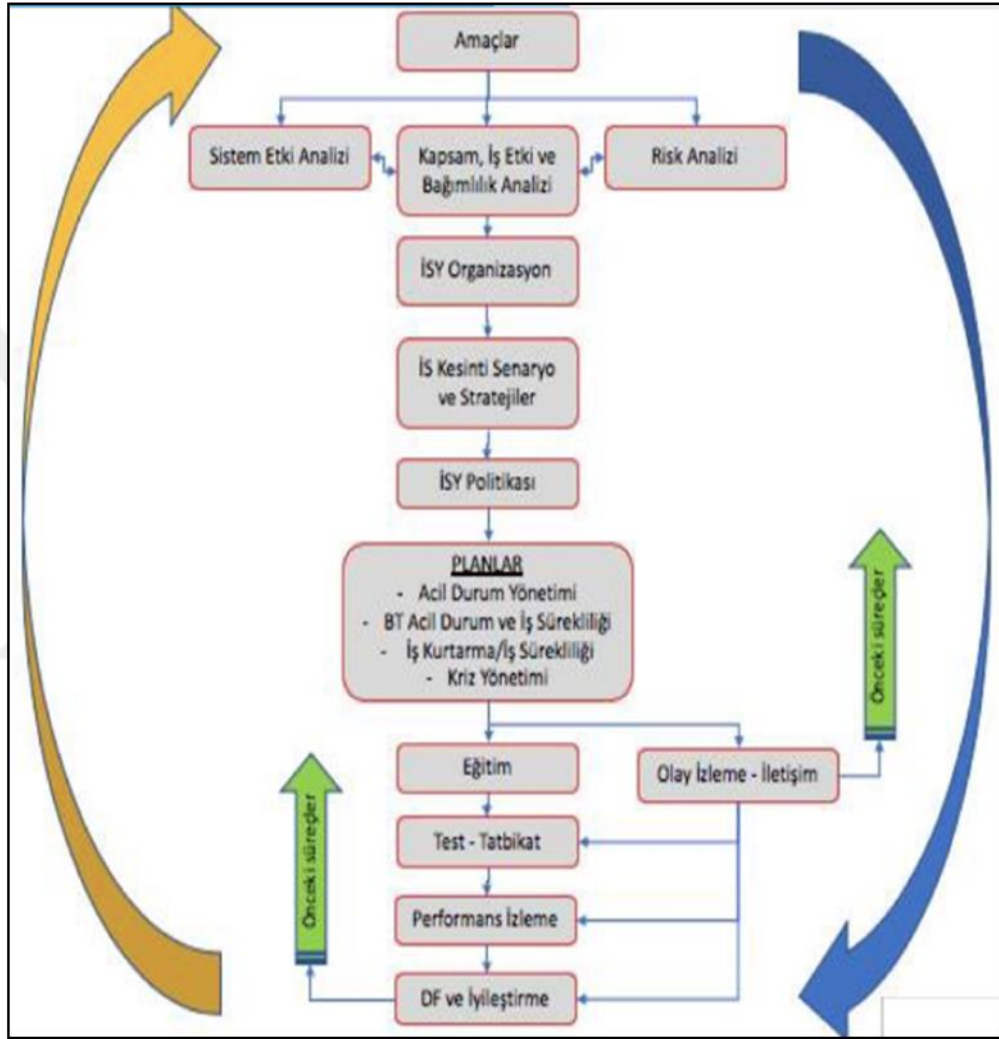 Amaçlar
Sistem Etki Analizi
Kapsam, İş Etki ve
Bağımlılık Analizi
Risk Analizi
İSY Organizasyon
İS Kesinti Senaryo
ve Stratejiler
İSY Politikası
PLANLAR
- Acil Durum Yönetimi
- BT Acil Durum ve İş Sürekliliği
- İş Kurtarma/İş Sürekliliği
- Kriz Yönetimi
Önceki süreçler
Eğitim
Olay İzleme - İletişim
Önceki süreçler
Test - Tatbikat
Performans İzleme
DF ve İyileştirme